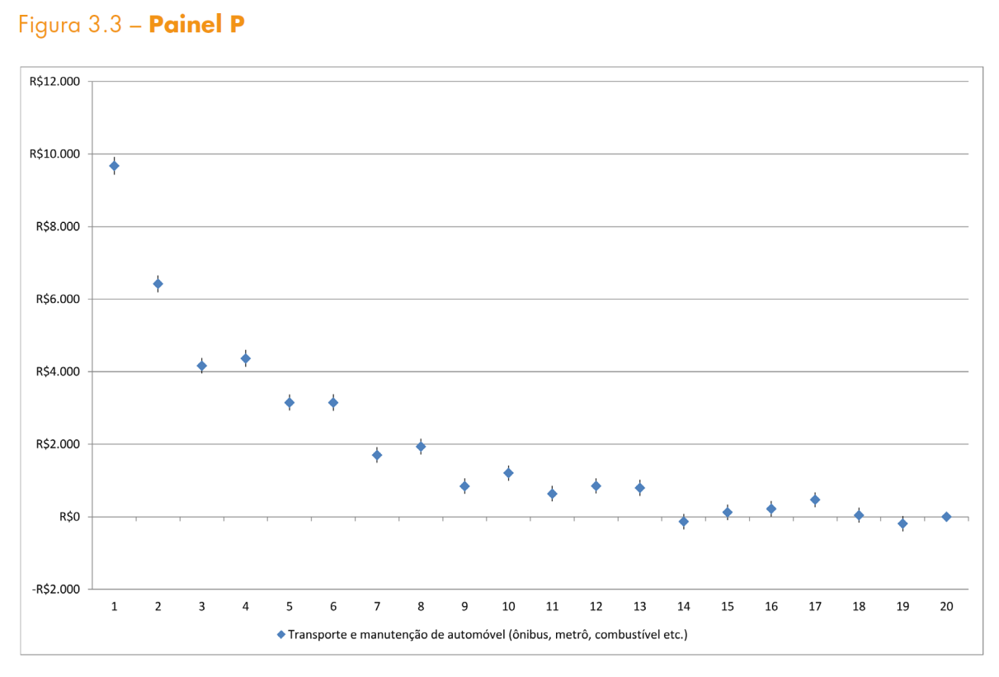 Figura 3.3 – Painel P
R$12.000
R$10.000
R$8.000
R$6.000
R$4.000
R$2.000
R$0
-R$2.000
1 2 3 4 5 6 7 8 9 10 11 12 13 14 15 16 17 18 19 20
Transporte e manutenção de automóvel (ônibus, metrô, combustível etc.)